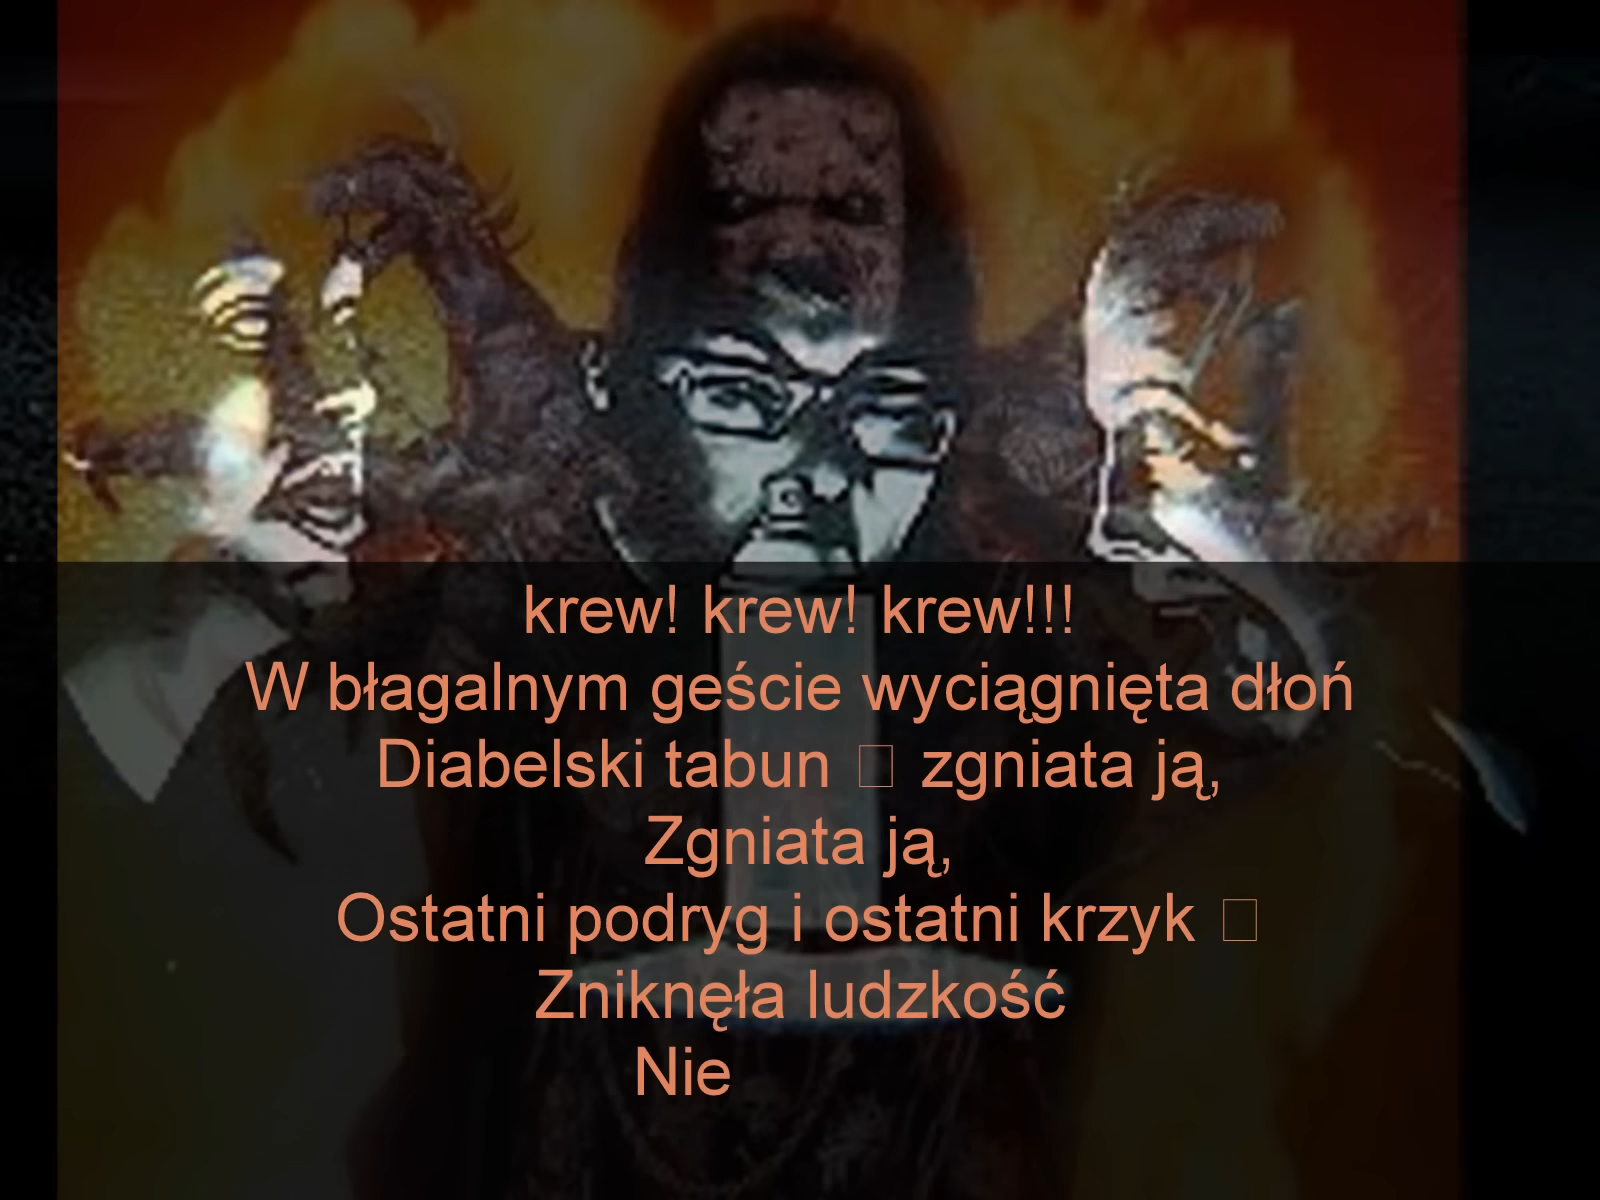 krew! krew! krew!!!
W błagalnym geście wyciągnięta dłoń
Diabelski tabun □ zgniata ją,
Zgniata ją,
Ostatni podryg i ostatni krzyk □
Zniknęła ludzkość
Nie